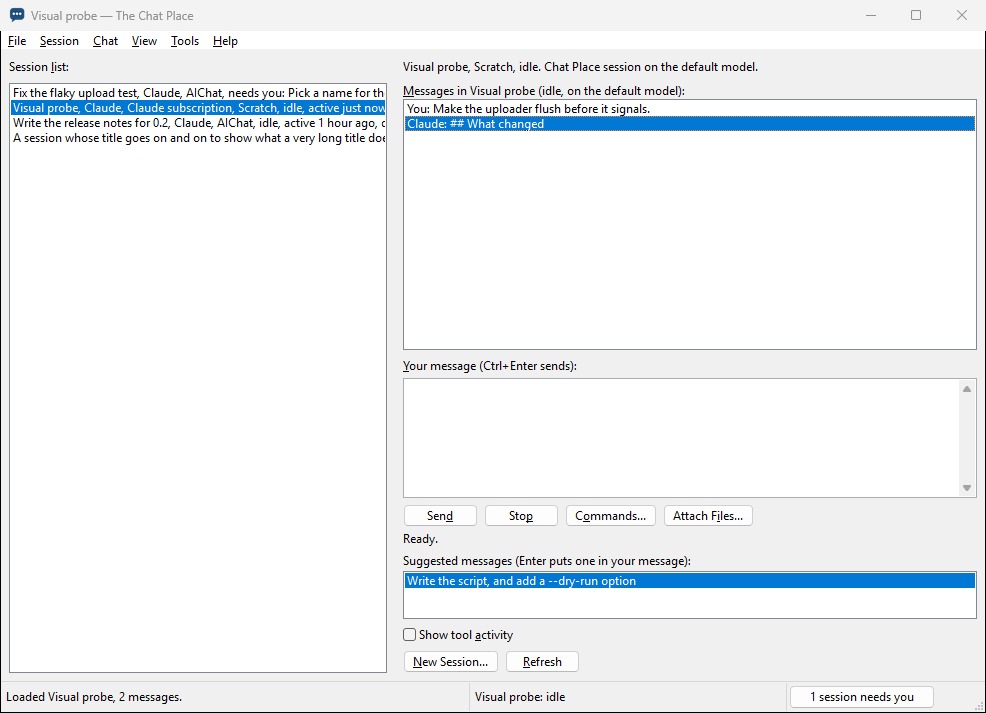 Visual probe — The Chat Place
File Session Chat View Tools Help
Session list:
Fix the flaky upload test, Claude, AIChat, needs you: Pick a name for th
Visual probe, Claude, Claude subscription, Scratch, idle, active just now
Write the release notes for 0.2, Claude, AIChat, idle, active 1 hour ago, c
A session whose title goes on and on to show what a very long title doe
Visual probe, Scratch, idle. Chat Place session on the default model.
Messages in Visual probe (idle, on the default model):
You: Make the uploader flush before it signals.
Claude: ## What changed
Your message (Ctrl+Enter sends):
Send Stop Commands... Attach Files...
Ready.
Suggested messages (Enter puts one in your message):
Write the script, and add a --dry-run option
Show tool activity
New Session... Refresh
Loaded Visual probe, 2 messages.
Visual probe: idle
1 session needs you